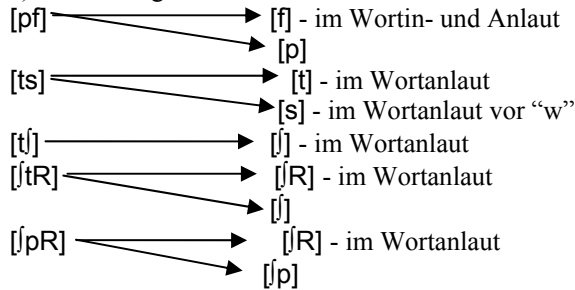 [pf] [f] - im Wortin- und Anlaut
[p]
[ts] [t] - im Wortanlaut
[s] - im Wortanlaut vor “w”
[tʃ] [ʃ] - im Wortanlaut
[ʃtR] [ʃR] - im Wortanlaut
[ʃ]
[ʃpR] [ʃR] - im Wortanlaut
[ʃp]